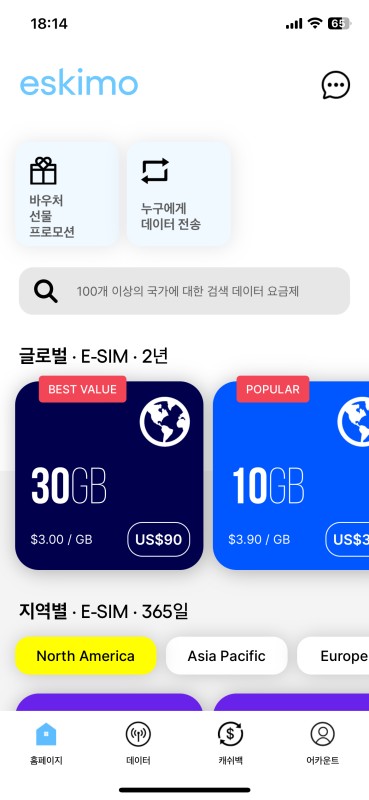 18:14
65
eskimo
바우처
선물
프로모션
누구에게
데이터 전송
100개 이상의 국가에 대한 검색 데이터 요금제
글로벌 · E-SIM · 2년
BEST VALUE
POPULAR
30GB
10GB
$3.00 / GB
US$90
$3.90 / GB
US$3
지역별 · E-SIM · 365일
North America
Asia Pacific
Europe
홈페이지
데이터
캐쉬백
어카운트